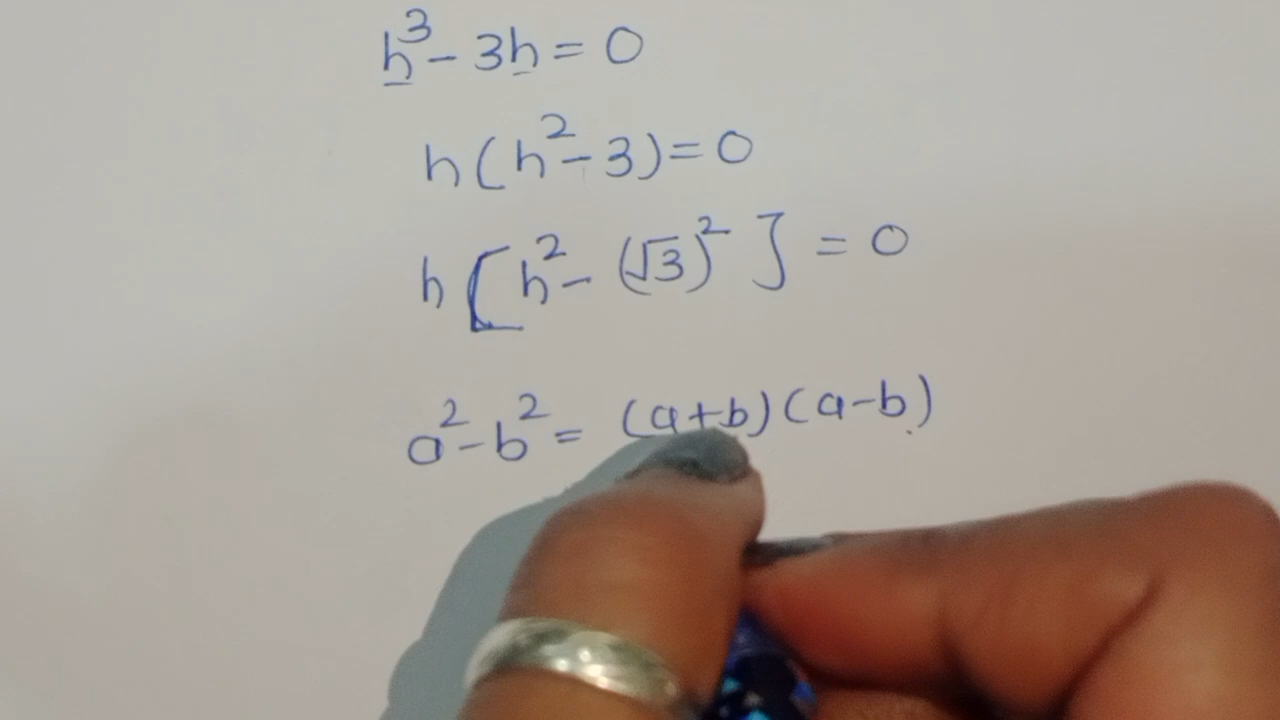 h³ - 3h = 0
h(h² - 3) = 0
h[h² - (√3)²] = 0
a² - b² = (a+b)(a-b)